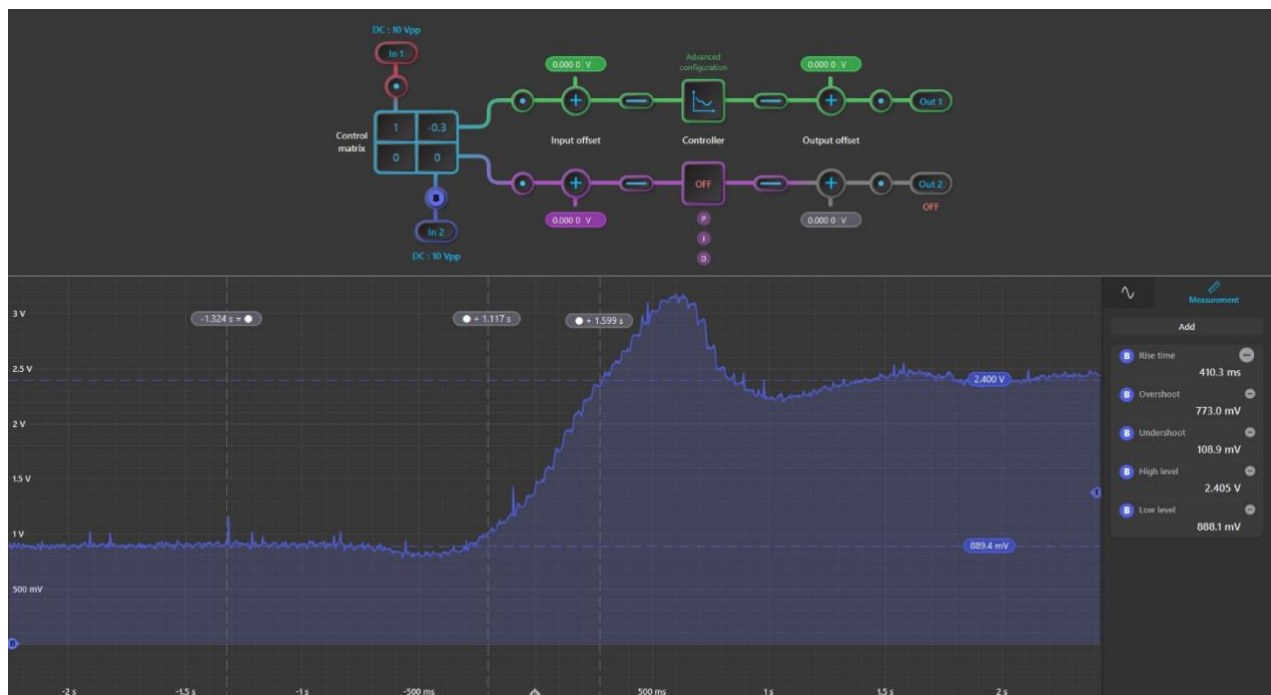 DC : 10 Vpp
In 1
Control matrix
1
-0.3
0
0
B
In 2
DC : 10 Vpp
0.000 0 V
Input offset
0.000 0 V
Advanced configuration
Controller
OFF
P
I
D
0.000 0 V
Output offset
0.000 0 V
Out 1
Out 2
OFF
3 V
2.5 V
2 V
1.5 V
1 V
500 mV
B
-1.324 s =
+ 1.117 s
+ 1.599 s
2.400 V
889.4 mV
T
-2 s
-1.5 s
-1 s
-500 ms
500 ms
1 s
1.5 s
2 s
Measurement
Add
B Rise time
410.3 ms
B Overshoot
773.0 mV
B Undershoot
108.9 mV
B High level
2.405 V
B Low level
888.1 mV